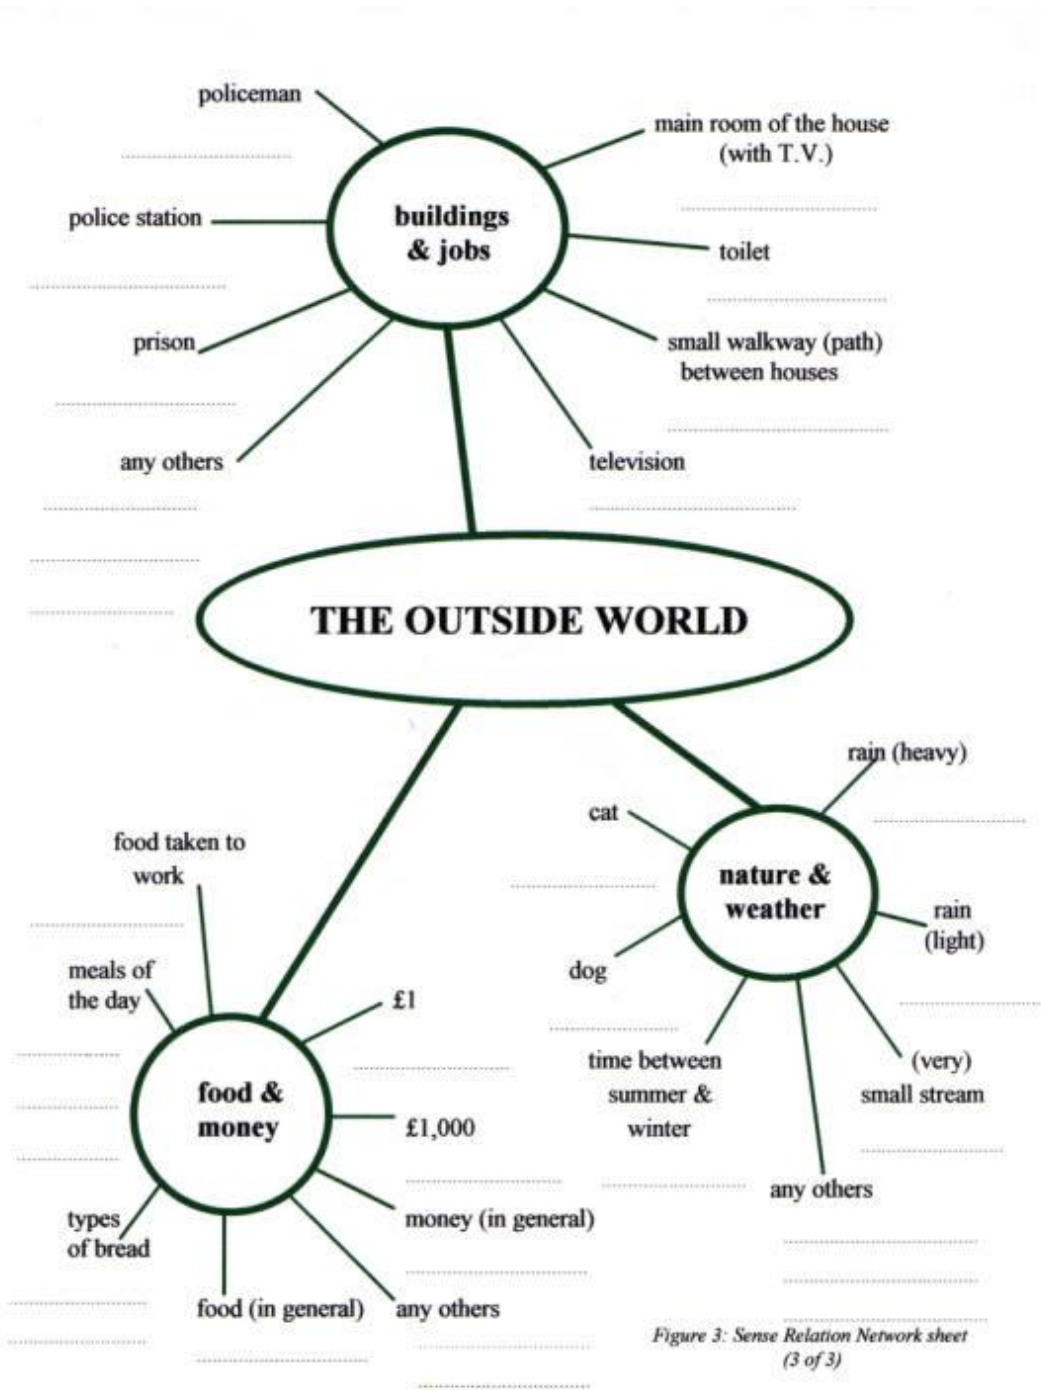 policeman
main room of the house
(with T.V.)
police station
buildings
& jobs
toilet
prison
small walkway (path)
between houses
any others
television
THE OUTSIDE WORLD
rain (heavy)
cat
food taken to
work
nature &
weather
rain
(light)
meals of
the day
dog
£1
time between
summer &
winter
(very)
small stream
food &
money
£1,000
any others
types
of bread
money (in general)
food (in general)
any others
Figure 3: Sense Relation Network sheet
(3 of 3)